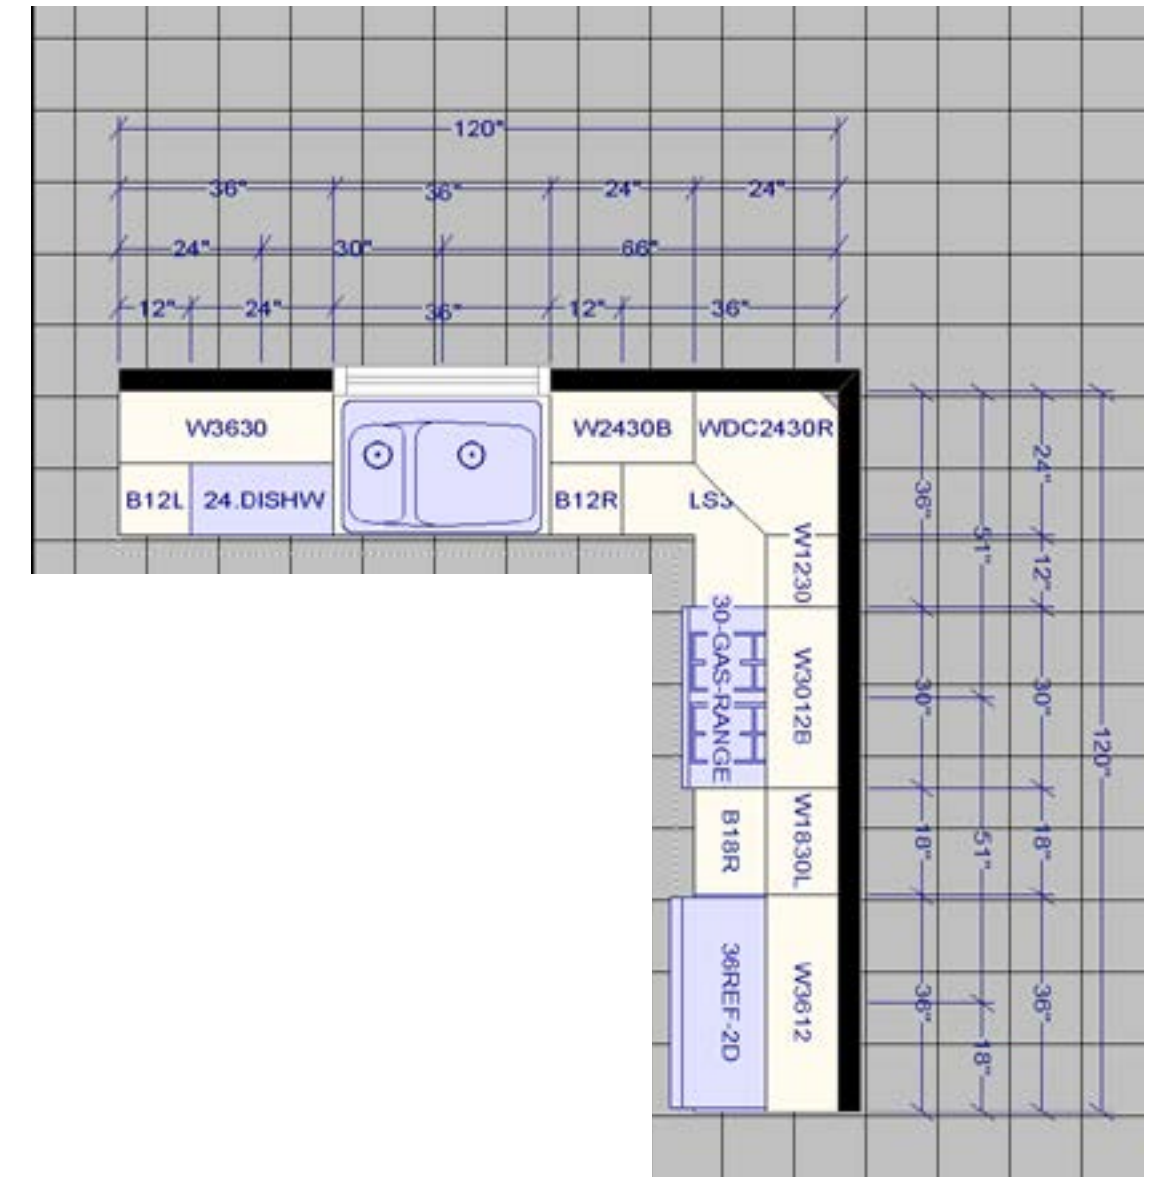 120"
36" 36" 24" 24"
24" 30" 66"
12" 24" 36" 12" 36"
W3630 W2430B WDC2430R
B12L 24.DISHW B12R LS3
W1230
30-GAS-RANGE W3012B
B18R W1830L
36REF-2D W3612
36" 30" 18" 36"
51" 51" 18"
24" 12" 30" 18" 36"
120"